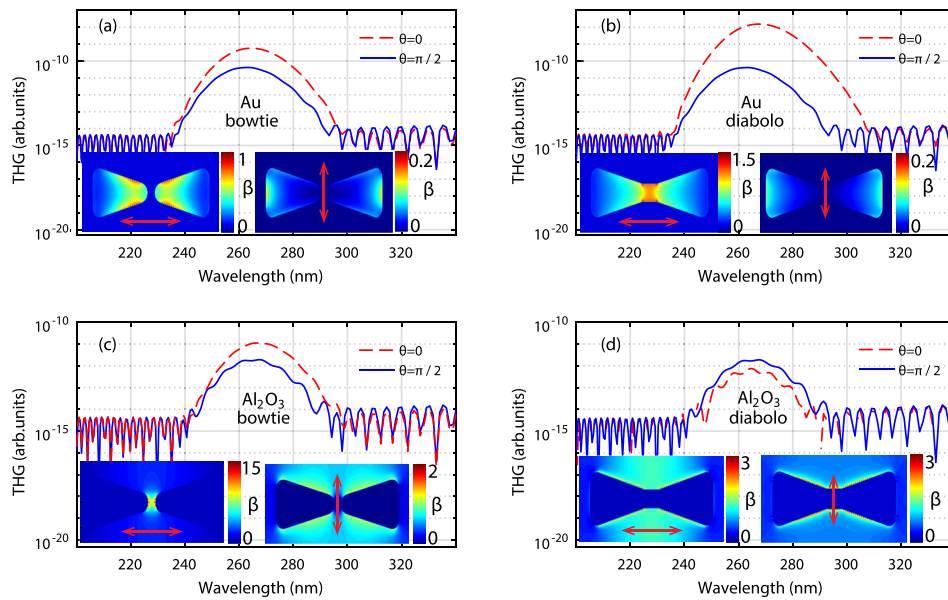 (a)
θ=0
θ=π / 2
Au
bowtie
THG (arb.units)
10^-10
10^-15
10^-20
1
β
0
0.2
β
0
200 220 240 260 280 300 320
Wavelength (nm)
(b)
θ=0
θ=π / 2
Au
diabolo
THG (arb.units)
10^-10
10^-15
10^-20
1.5
β
0
0.2
β
0
220 240 260 280 300 320 340
Wavelength (nm)
(c)
θ=0
θ=π / 2
Al2O3
bowtie
THG (arb.units)
10^-10
10^-15
10^-20
15
β
0
2
β
0
220 240 260 280 300 320
Wavelength (nm)
(d)
θ=0
θ=π / 2
Al2O3
diabolo
THG (arb.units)
10^-10
10^-15
10^-20
3
β
0
3
β
0
220 240 260 280 300 320
Wavelength (nm)